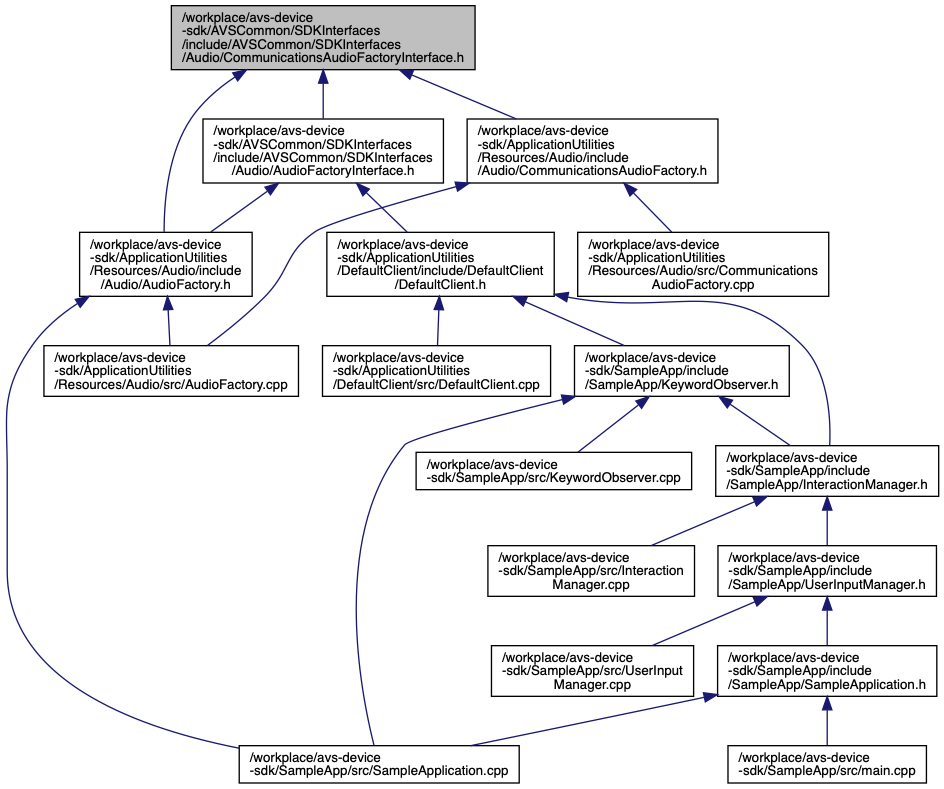 /workplace/avs-device
-sdk/AVSCommon/SDKInterfaces
/include/AVSCommon/SDKInterfaces
/Audio/CommunicationsAudioFactoryInterface.h
/workplace/avs-device
-sdk/AVSCommon/SDKInterfaces
/include/AVSCommon/SDKInterfaces
/Audio/AudioFactoryInterface.h
/workplace/avs-device
-sdk/ApplicationUtilities
/Resources/Audio/include
/Audio/CommunicationsAudioFactory.h
/workplace/avs-device
-sdk/ApplicationUtilities
/Resources/Audio/include
/Audio/AudioFactory.h
/workplace/avs-device
-sdk/ApplicationUtilities
/DefaultClient/include/DefaultClient
/DefaultClient.h
/workplace/avs-device
-sdk/ApplicationUtilities
/Resources/Audio/src/Communications
AudioFactory.cpp
/workplace/avs-device
-sdk/ApplicationUtilities
/Resources/Audio/src/AudioFactory.cpp
/workplace/avs-device
-sdk/ApplicationUtilities
/DefaultClient/src/DefaultClient.cpp
/workplace/avs-device
-sdk/SampleApp/include
/SampleApp/KeywordObserver.h
/workplace/avs-device
-sdk/SampleApp/src/KeywordObserver.cpp
/workplace/avs-device
-sdk/SampleApp/include
/SampleApp/InteractionManager.h
/workplace/avs-device
-sdk/SampleApp/src/Interaction
Manager.cpp
/workplace/avs-device
-sdk/SampleApp/include
/SampleApp/UserInputManager.h
/workplace/avs-device
-sdk/SampleApp/src/UserInput
Manager.cpp
/workplace/avs-device
-sdk/SampleApp/include
/SampleApp/SampleApplication.h
/workplace/avs-device
-sdk/SampleApp/src/SampleApplication.cpp
/workplace/avs-device
-sdk/SampleApp/src/main.cpp